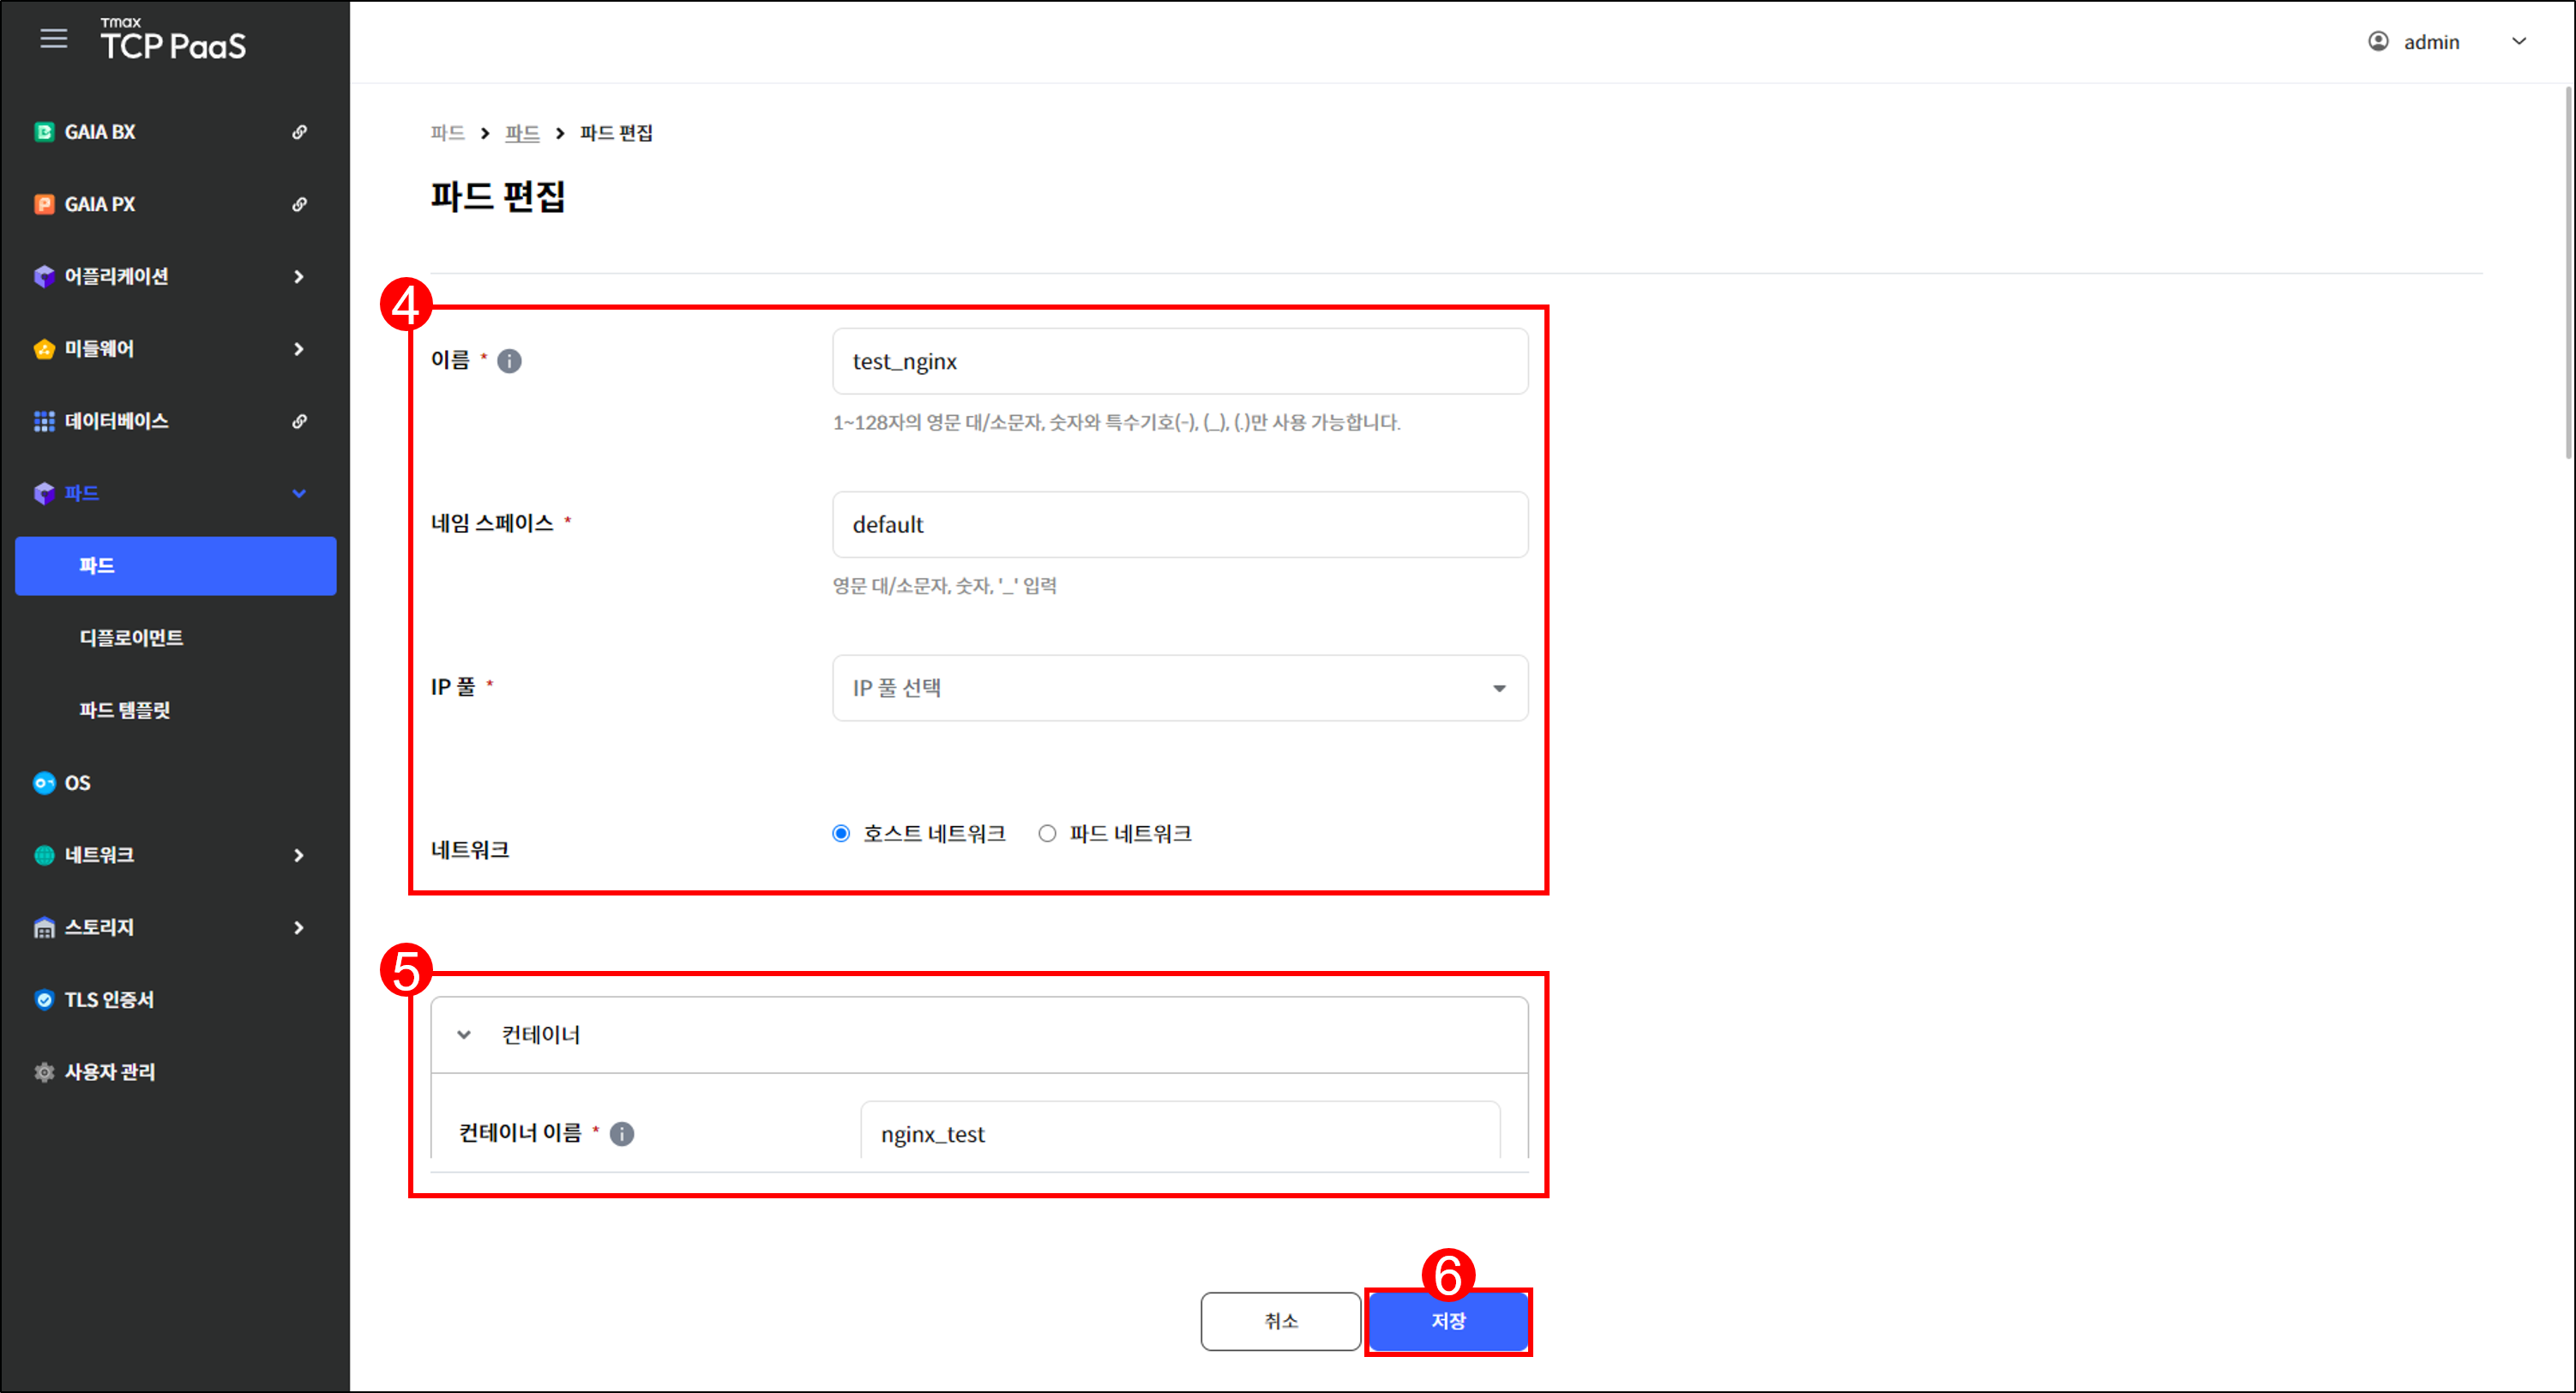 Tmax
TCP PaaS
admin
GAIA BX
GAIA PX
어플리케이션
미들웨어
데이터베이스
파드
파드
디플로이먼트
파드 템플릿
OS
네트워크
스토리지
TLS 인증서
사용자 관리
파드 > 파드 > 파드 편집
파드 편집
4
이름 *
test_nginx
1~128자의 영문 대/소문자, 숫자와 특수기호(-), (_), (.)만 사용 가능합니다.
네임 스페이스 *
default
영문 대/소문자, 숫자, '_' 입력
IP 풀 *
IP 풀 선택
네트워크
호스트 네트워크
파드 네트워크
5
컨테이너
컨테이너 이름 *
nginx_test
6
취소
저장